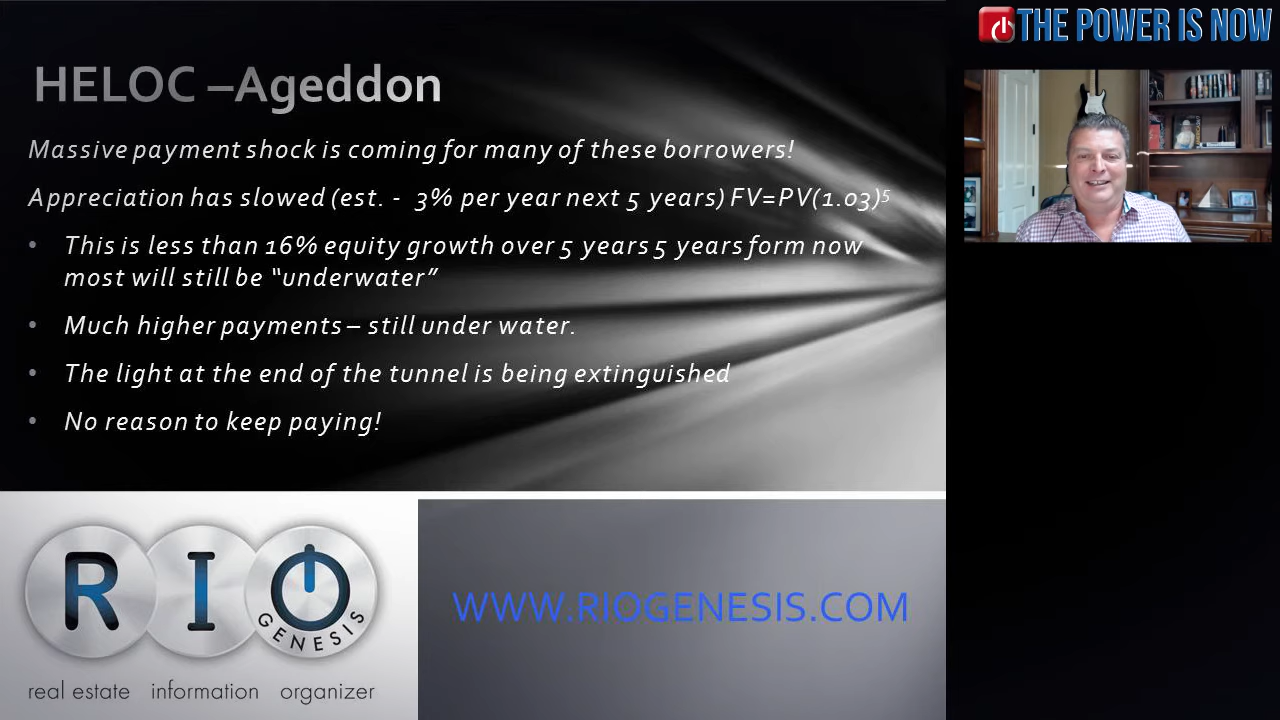 THE POWER IS NOW
HELOC –Ageddon
Massive payment shock is coming for many of these borrowers!
Appreciation has slowed (est. - 3% per year next 5 years) FV=PV(1.03)⁵
• This is less than 16% equity growth over 5 years 5 years form now
most will still be “underwater”
• Much higher payments – still under water.
• The light at the end of the tunnel is being extinguished
• No reason to keep paying!
RIO
GENESIS
real estate information organizer
WWW.RIOGENESIS.COM